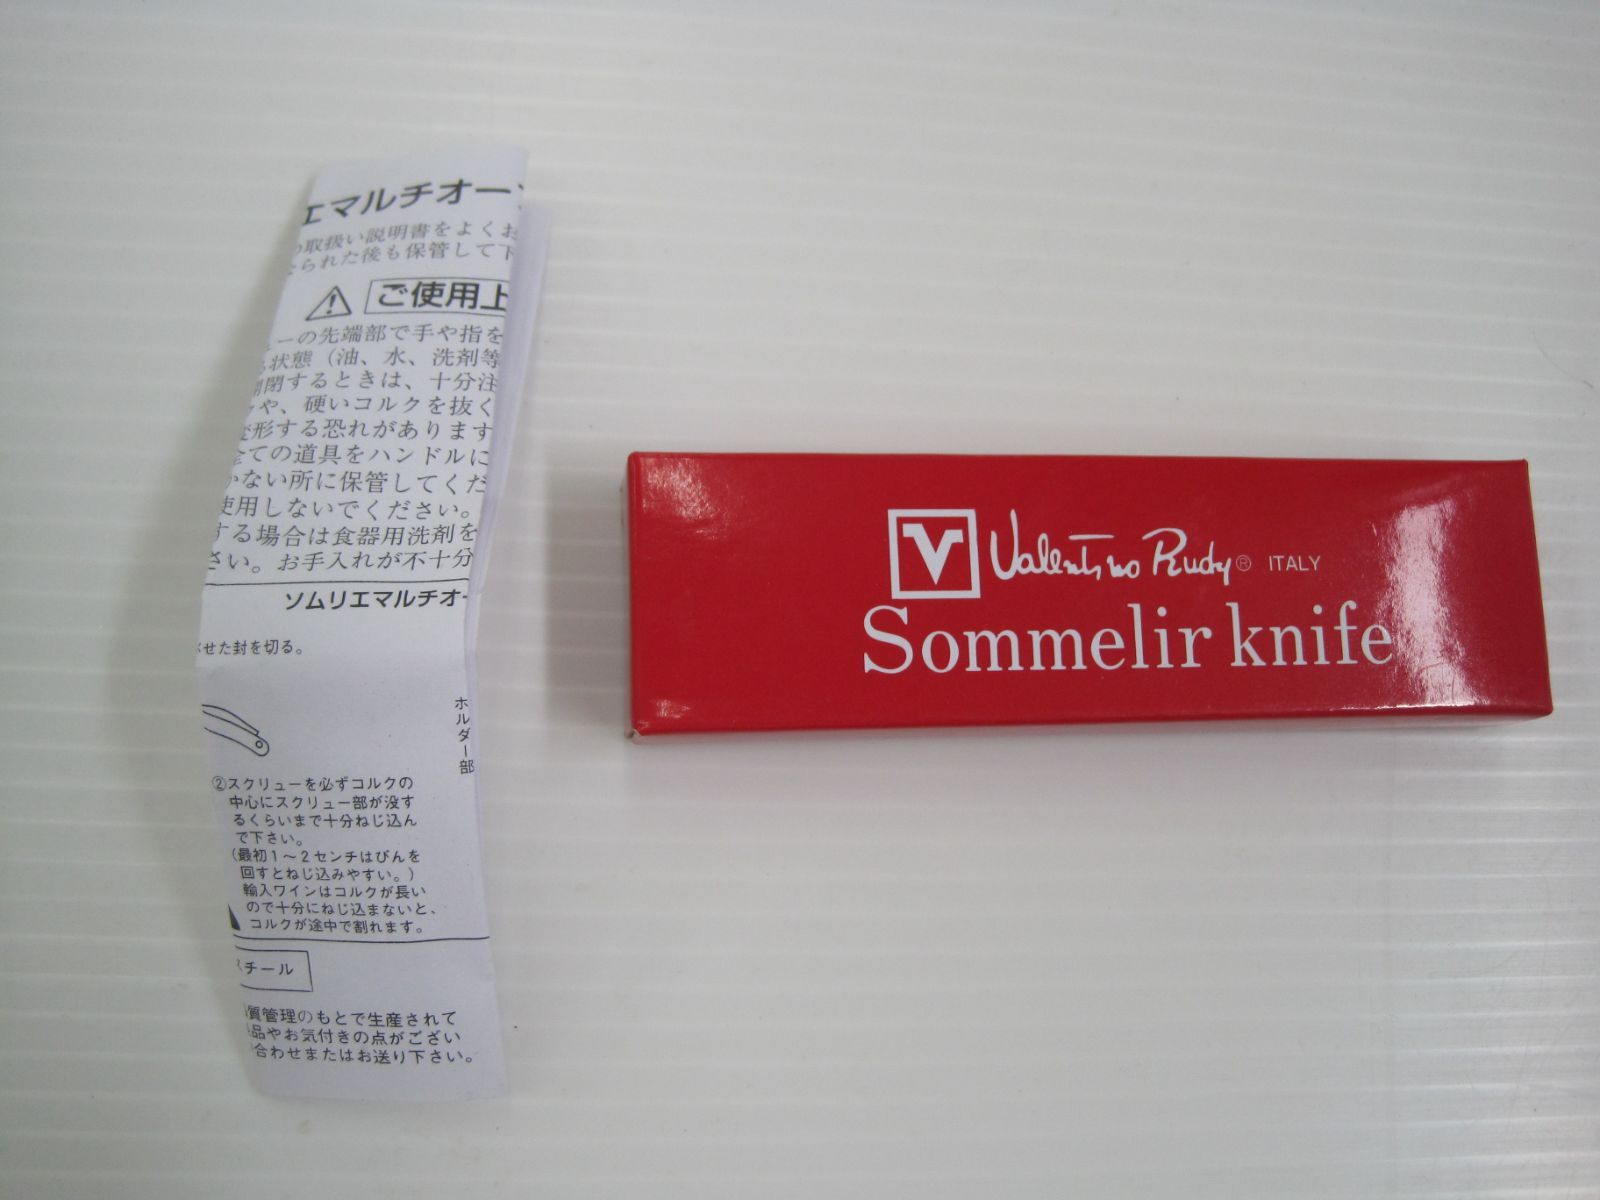 エマルチオー
取扱い説明書をよくお
られた後も保管して下
ご使用上
ーの先端部で手や指を
状態（油、水、洗剤等
開閉するときは、十分注
や、硬いコルクを抜く
変形する恐れがあります
全ての道具をハンドルに
かない所に保管してくだ
使用しないでください。
する場合は食器用洗剤を
さい。お手入れが不十分
ソムリエマルチオー
せた封を切る。
ホルダー部
②スクリューを必ずコルクの
中心にスクリュー部が没す
るくらいまで十分ねじ込ん
で下さい。
（最初1～2センチはびんを
回すとねじ込みやすい。）
輸入ワインはコルクが長い
ので十分にねじ込まないと、
コルクが途中で割れます。
チール
質管理のもとで生産されて
品やお気付きの点がござい
合わせまたはお送り下さい。
V Valentino Rudy® ITALY
Sommelir knife